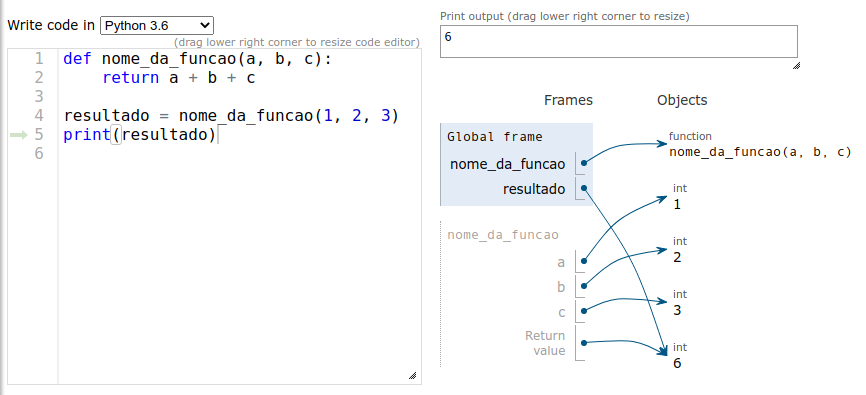 Write code in Python 3.6
(drag lower right corner to resize code editor)
1 def nome_da_funcao(a, b, c):
2     return a + b + c
3
4 resultado = nome_da_funcao(1, 2, 3)
5 print(resultado)
6
Print output (drag lower right corner to resize)
6
Frames Objects
Global frame
nome_da_funcao
resultado
function
nome_da_funcao(a, b, c)
int
1
nome_da_funcao
a
b
c
Return
value
int
2
int
3
int
6